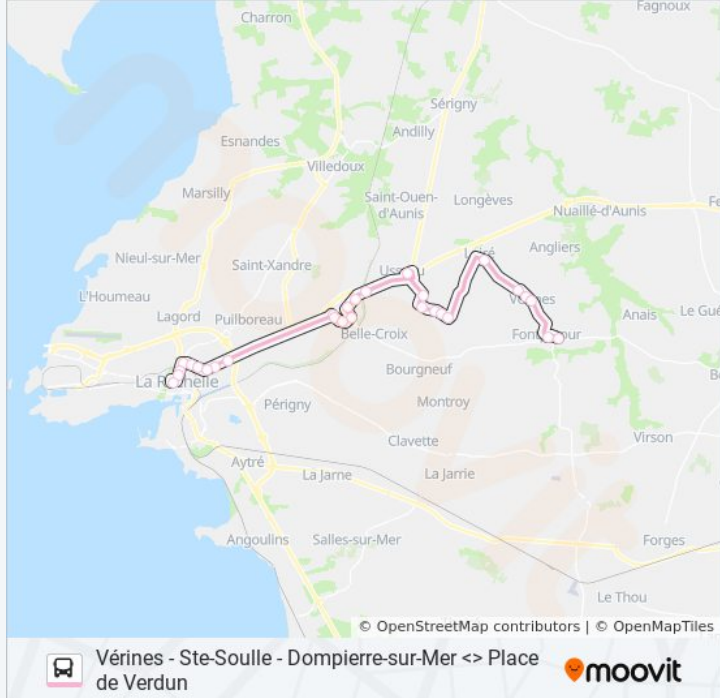 Fagnoux
Charron
Sérigny
Andilly
Esnandes
Villedoux
Marsilly
Saint-Ouen-
d'Aunis
Longèves
Nuaillé-d'Aunis
Angliers
Nieul-sur-Mer
Saint-Xandre
L'Houmeau
Lagord
Puilboreau
Anais
Le Gué
Belle-Croix
Bourgneuf
Périgny
Montroy
Clavette
Virson
Aytré
La Jarne
La Jarrie
Angoulins
Salles-sur-Mer
Forges
Le Thou
© OpenStreetMap contributors | © OpenMapTiles
Vérines - Ste-Soulle - Dompierre-sur-Mer <> Place
de Verdun
moovit